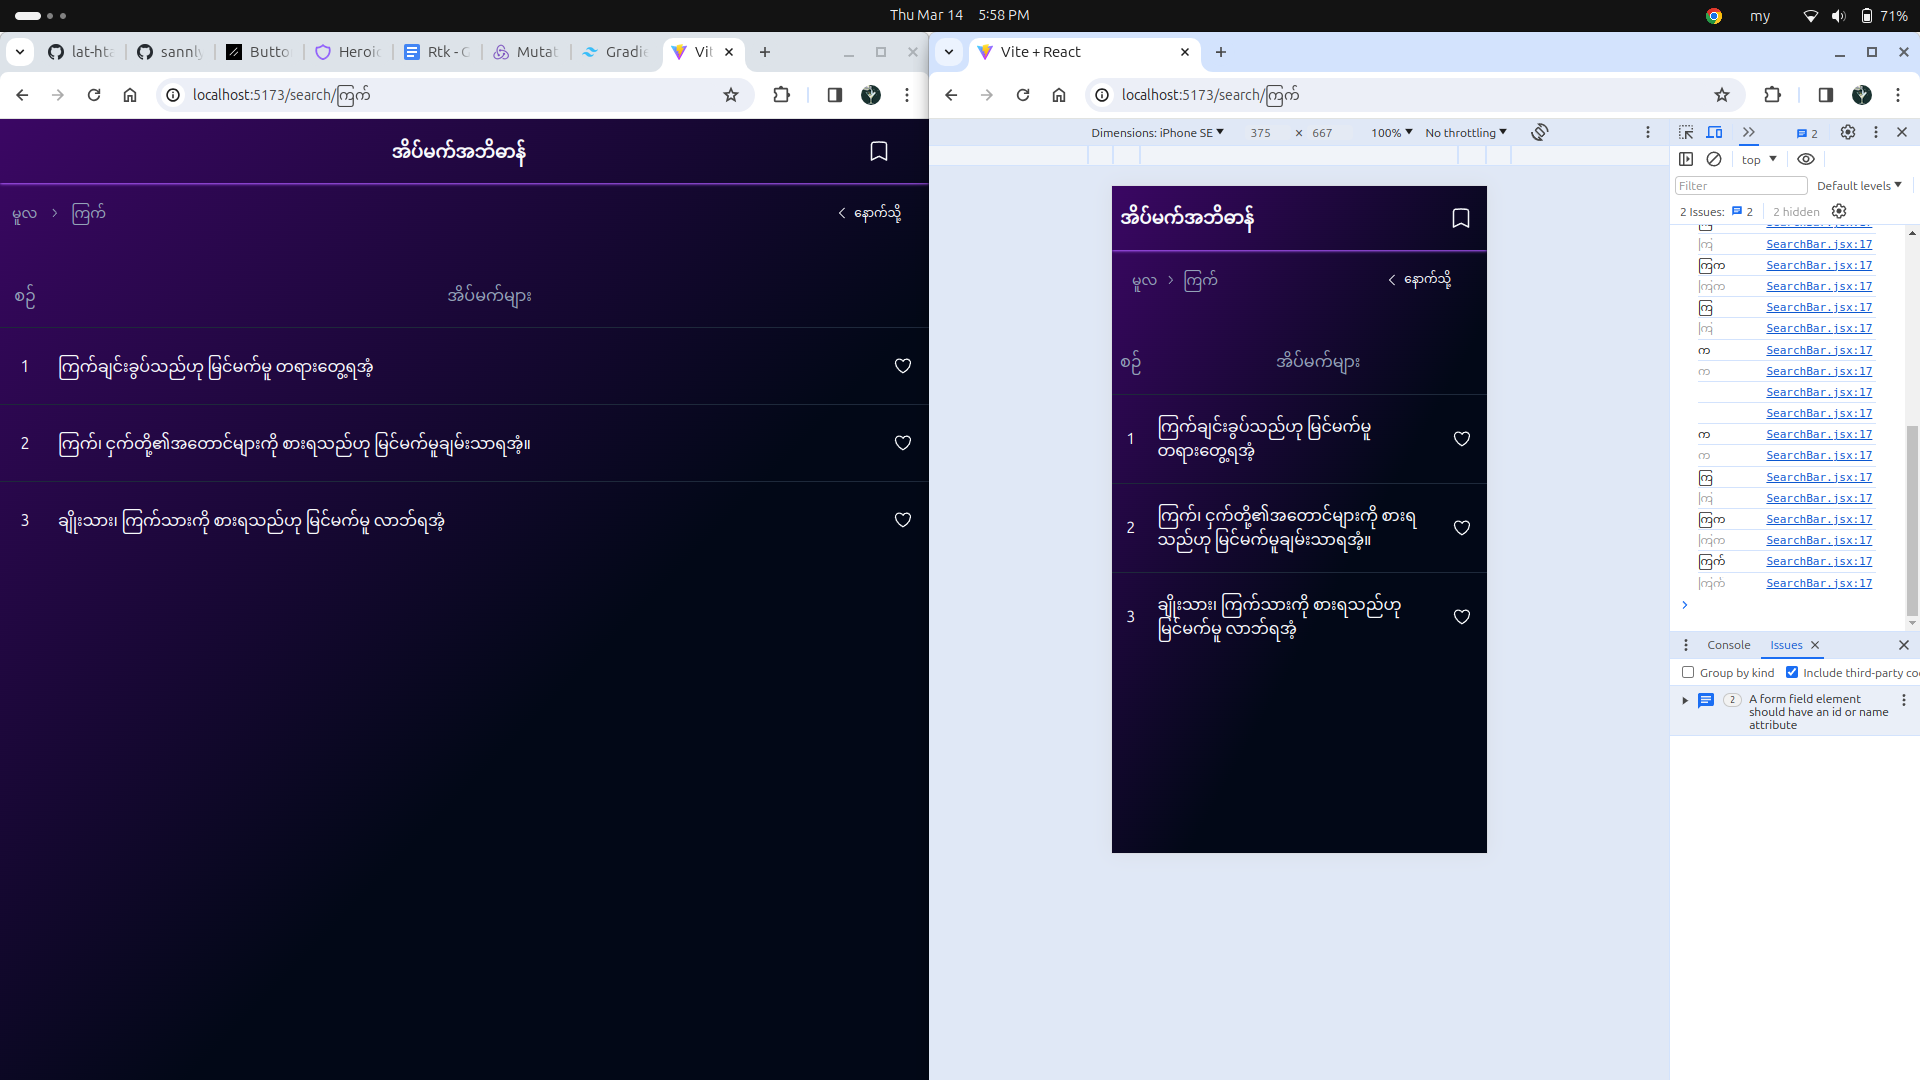 Thu Mar 14 5:58 PM
my
71%
lat-hta
sannly
Butto
Heroic
Rtk - G
Mutat
Gradie
Vit
localhost:5173/search/ကြက်
အိပ်မက်အဘိဓာန်
မူလ > ကြက်
နောက်သို့
စဉ် အိပ်မက်များ
1 ကြက်ချင်းခွပ်သည်ဟု မြင်မက်မူ တရားတွေ့ရအံ့
2 ကြက်၊ ငှက်တို့၏အတောင်များကို စားရသည်ဟု မြင်မက်မူချမ်းသာရအံ့။
3 ချိုးသား၊ ကြက်သားကို စားရသည်ဟု မြင်မက်မူ လာဘ်ရအံ့
Vite + React
localhost:5173/search/ကြက်
Dimensions: iPhone SE 375 × 667 100% No throttling
အိပ်မက်အဘိဓာန်
မူလ > ကြက်
နောက်သို့
စဉ် အိပ်မက်များ
1 ကြက်ချင်းခွပ်သည်ဟု မြင်မက်မူ
တရားတွေ့ရအံ့
2 ကြက်၊ ငှက်တို့၏အတောင်များကို စားရ
သည်ဟု မြင်မက်မူချမ်းသာရအံ့။
3 ချိုးသား၊ ကြက်သားကို စားရသည်ဟု
မြင်မက်မူ လာဘ်ရအံ့
2
top
Filter Default levels
2 Issues: 2 2 hidden
ကြ SearchBar.jsx:17
ကြက SearchBar.jsx:17
ကြက SearchBar.jsx:17
ကြ SearchBar.jsx:17
ကြ SearchBar.jsx:17
က SearchBar.jsx:17
က SearchBar.jsx:17
SearchBar.jsx:17
SearchBar.jsx:17
က SearchBar.jsx:17
က SearchBar.jsx:17
ကြ SearchBar.jsx:17
ကြ SearchBar.jsx:17
ကြက SearchBar.jsx:17
ကြက SearchBar.jsx:17
ကြက် SearchBar.jsx:17
ကြက် SearchBar.jsx:17
Console Issues
Group by kind Include third-party co
2 A form field element
should have an id or name
attribute